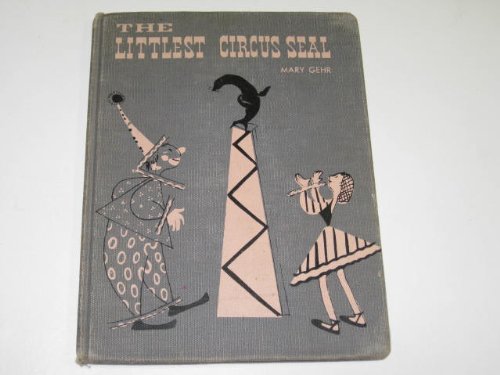 THE
LITTLEST CIRCUS SEAL
MARY GEHR